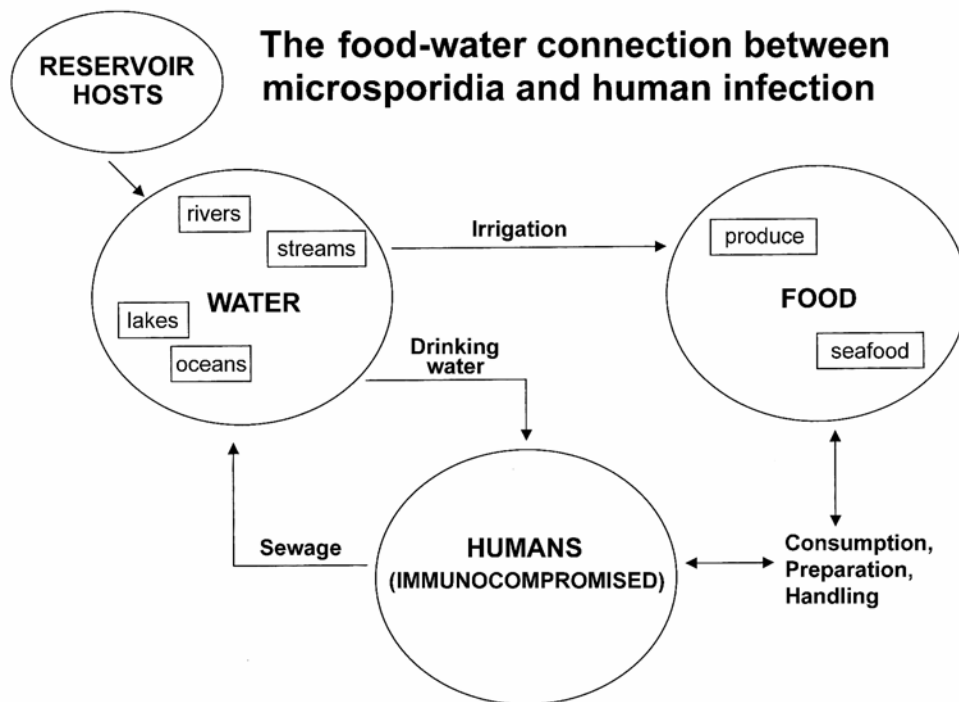 The food-water connection between
microsporidia and human infection
RESERVOIR
HOSTS
rivers
streams
WATER
lakes
oceans
Irrigation
produce
FOOD
seafood
Drinking
water
Sewage
HUMANS
(IMMUNOCOMPROMISED)
Consumption,
Preparation,
Handling